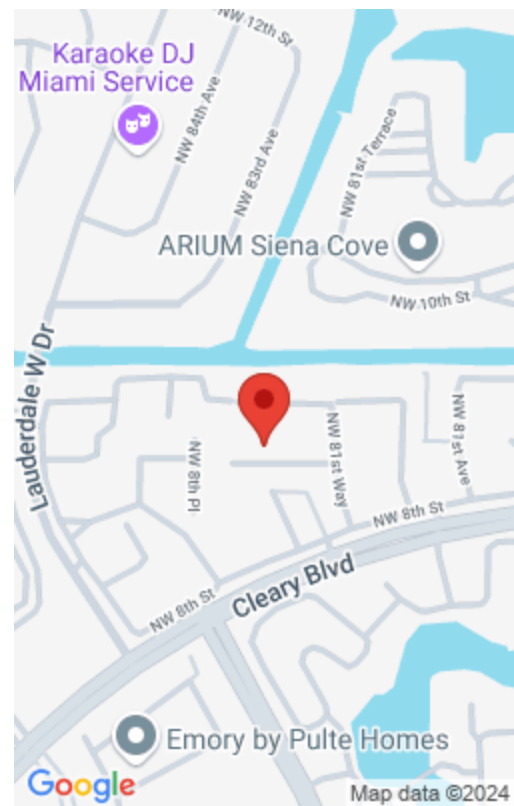 NW 12th St
Karaoke DJ
Miami Service
NW 84th Ave
NW 83rd Ave
NW 81st Terrace
ARIUM Siena Cove
NW 10th St
Lauderdale W Dr
NW 8th Pl
NW 81st Way
NW 81st Ave
NW 8th St
Cleary Blvd
NW 8th St
Emory by Pulte Homes
Google
Map data ©2024